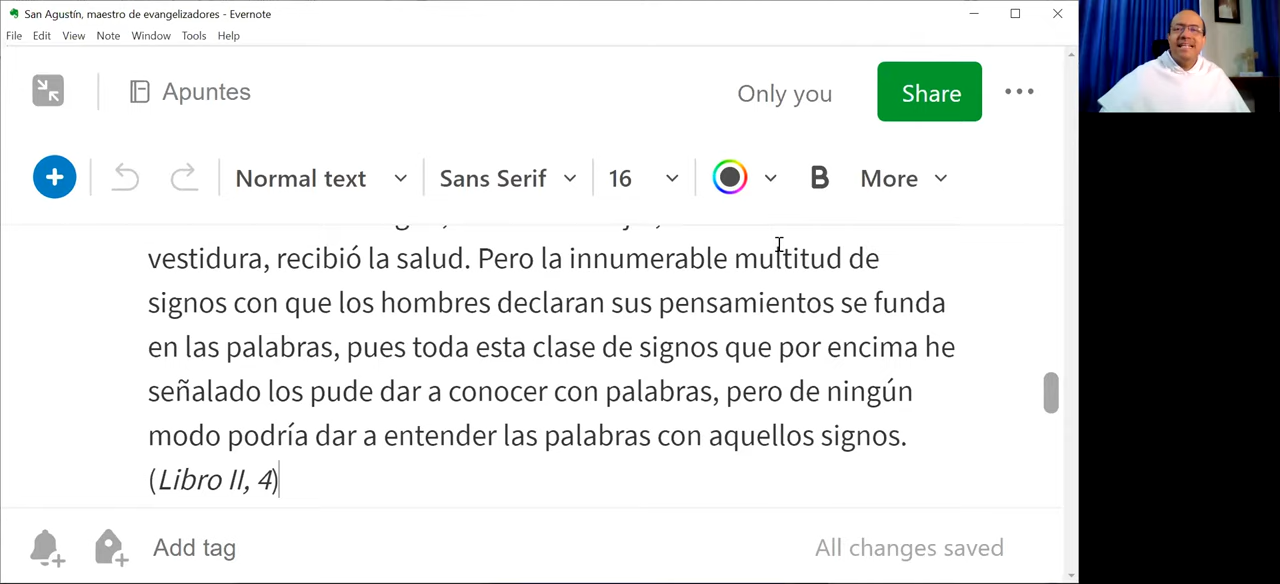 San Agustín, maestro de evangelizadores - Evernote
File Edit View Note Window Tools Help
Apuntes
Only you
Share
Normal text
Sans Serif
16
B
More
vestidura, recibió la salud. Pero la innumerable multitud de
signos con que los hombres declaran sus pensamientos se funda
en las palabras, pues toda esta clase de signos que por encima he
señalado los pude dar a conocer con palabras, pero de ningún
modo podría dar a entender las palabras con aquellos signos.
(Libro II, 4)
Add tag
All changes saved